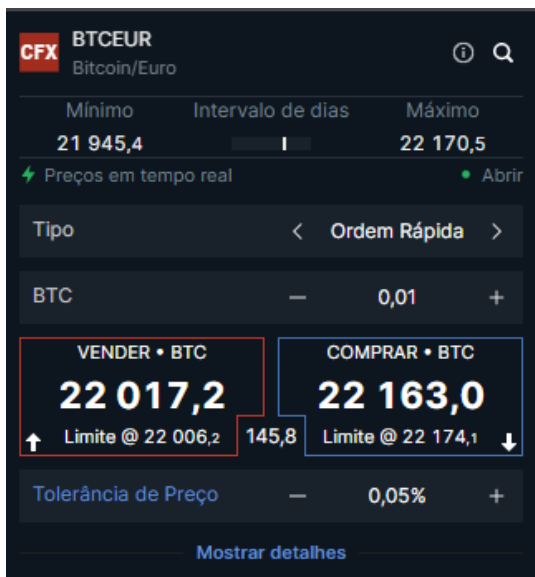 CFX BTCEUR
Bitcoin/Euro
Mínimo Intervalo de dias Máximo
21 945,4 22 170,5
Preços em tempo real Abrir
Tipo < Ordem Rápida >
BTC — 0,01 +
VENDER • BTC COMPRAR • BTC
22 017,2 22 163,0
Limite @ 22 006,2 145,8 Limite @ 22 174,1
Tolerância de Preço — 0,05% +
Mostrar detalhes